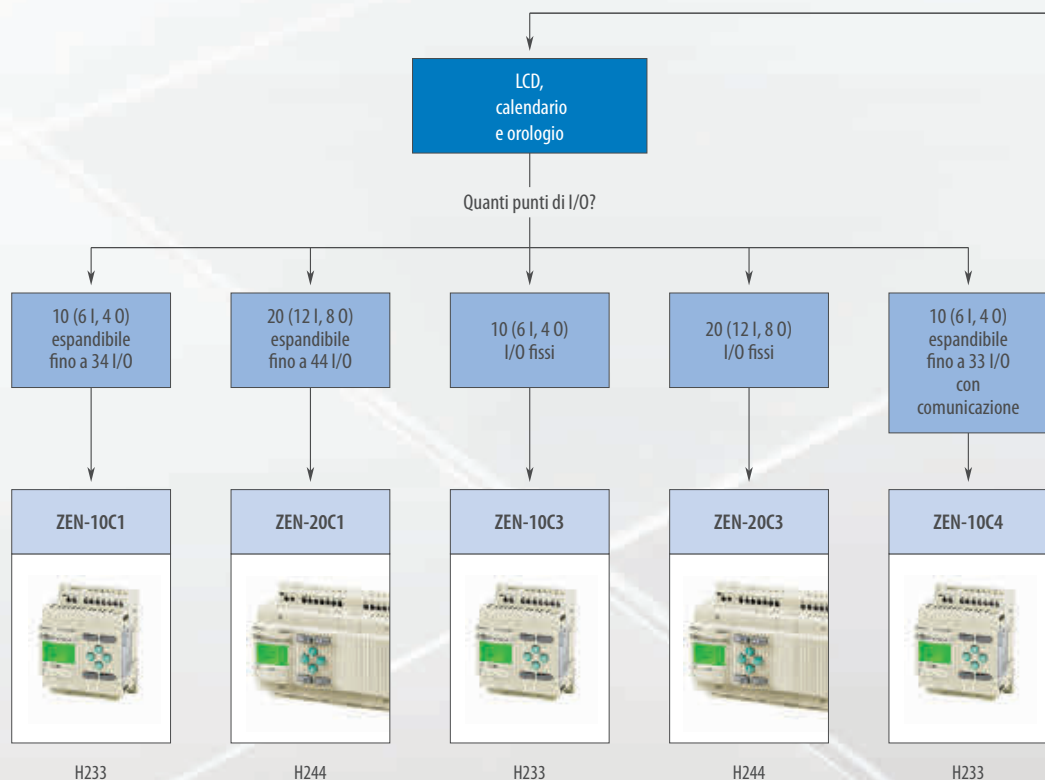 LCD,
calendario
e orologio
Quanti punti di I/O?
10 (6 I, 4 O)
espandibile
fino a 34 I/O
20 (12 I, 8 O)
espandibile
fino a 44 I/O
10 (6 I, 4 O)
I/O fissi
20 (12 I, 8 O)
I/O fissi
10 (6 I, 4 O)
espandibile
fino a 33 I/O
con
comunicazione
ZEN-10C1
ZEN-20C1
ZEN-10C3
ZEN-20C3
ZEN-10C4
H233
H244
H233
H244
H233